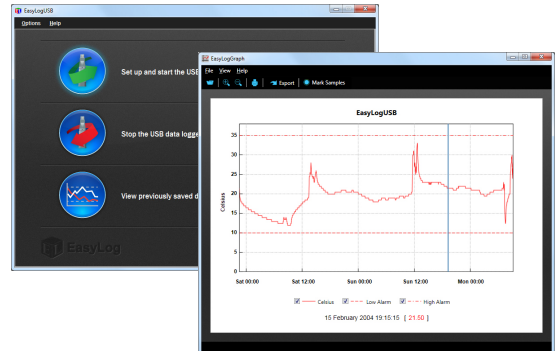 EasyLogUSB
Options Help
Set up and start the USB
Stop the USB data logge
View previously saved d
EasyLog
EasyLogGraph
File View Help
Export Mark Samples
EasyLogUSB
Celsius
35
30
25
20
15
10
5
0
Sat 00:00 Sat 12:00 Sun 00:00 Sun 12:00 Mon 00:00
Celsius Low Alarm High Alarm
15 February 2004 19:15:15 [ 21.50 ]